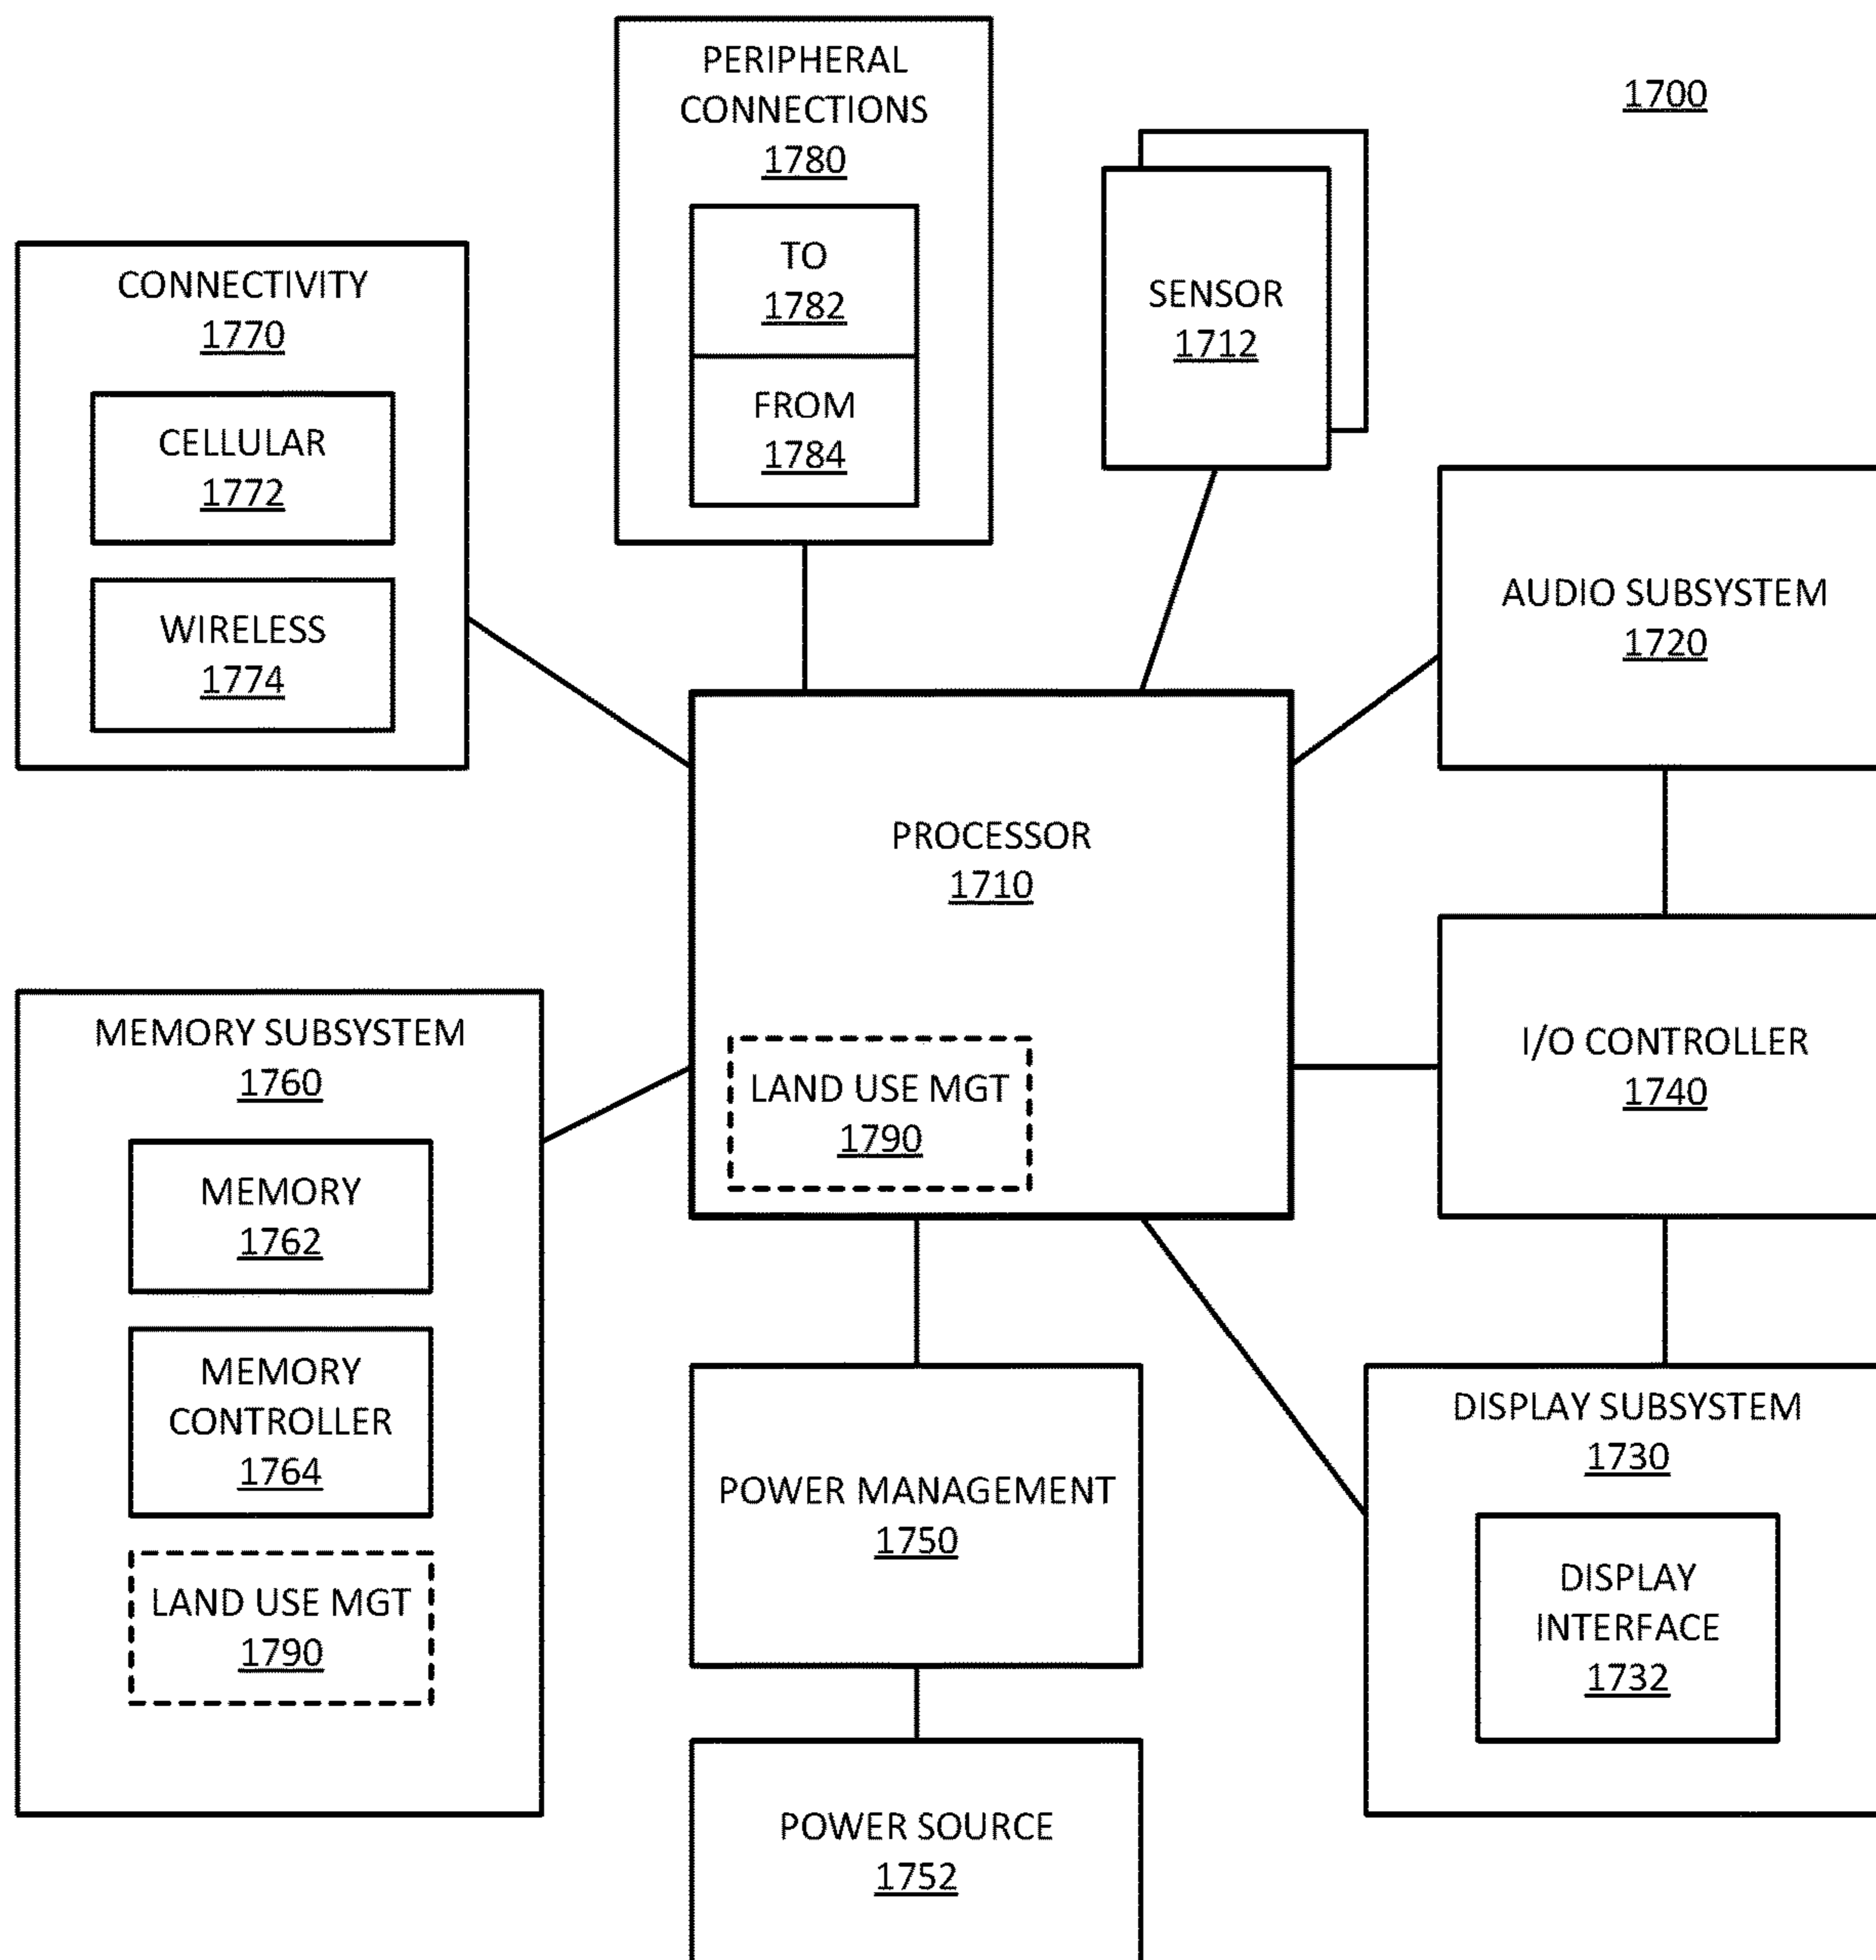 PERIPHERAL
CONNECTIONS
1780
TO
1782
FROM
1784
1700
SENSOR
1712
CONNECTIVITY
1770
CELLULAR
1772
WIRELESS
1774
AUDIO SUBSYSTEM
1720
PROCESSOR
1710
LAND USE MGT
1790
I/O CONTROLLER
1740
MEMORY SUBSYSTEM
1760
MEMORY
1762
MEMORY
CONTROLLER
1764
LAND USE MGT
1790
POWER MANAGEMENT
1750
DISPLAY SUBSYSTEM
1730
DISPLAY
INTERFACE
1732
POWER SOURCE
1752